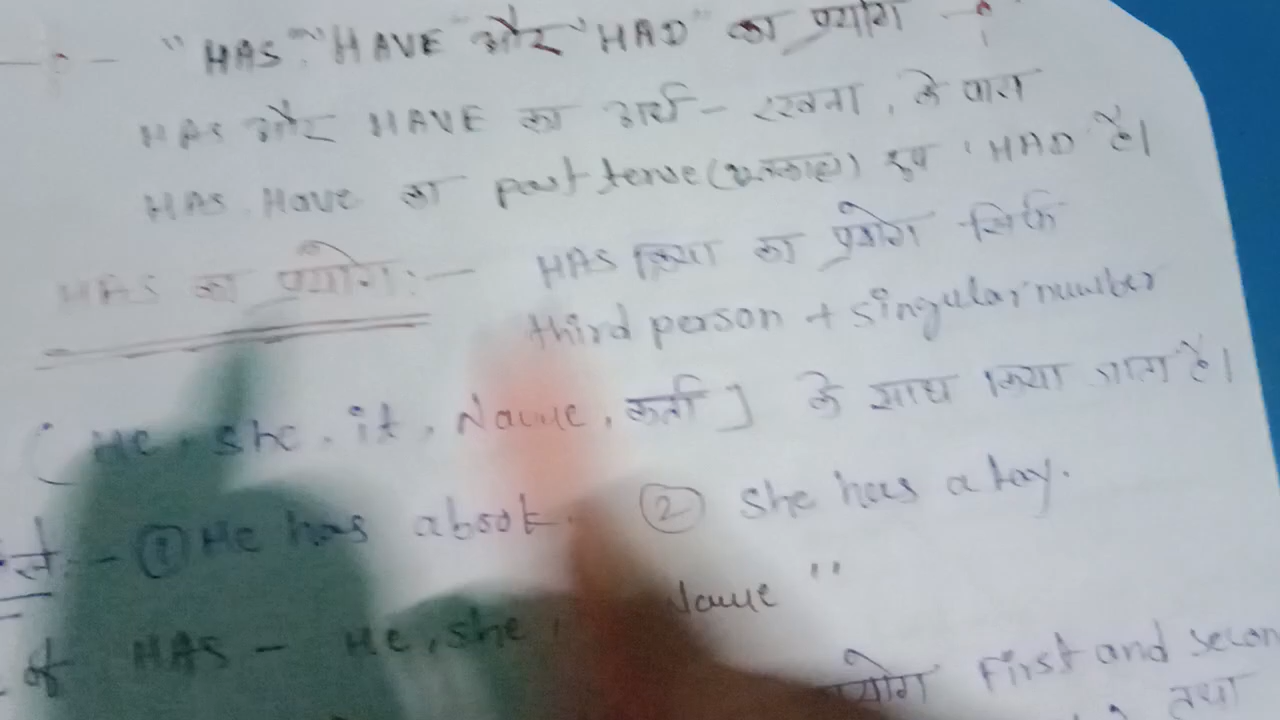 "HAS" "HAVE" और "HAD" का प्रयोग
HAS और HAVE का अर्थ - रखना, के पास
HAS, Have का past tense (भूतकाल) रूप 'HAD' है।
HAS का प्रयोग :- HAS क्रिया का प्रयोग सिर्फ
third person + singular number
( He, she, it, Name, कर्ता ] के साथ किया जाता है।
① He has a book. ② She has a toy.
of HAS - He, she, Name "
प्रयोग First and secon
तथा